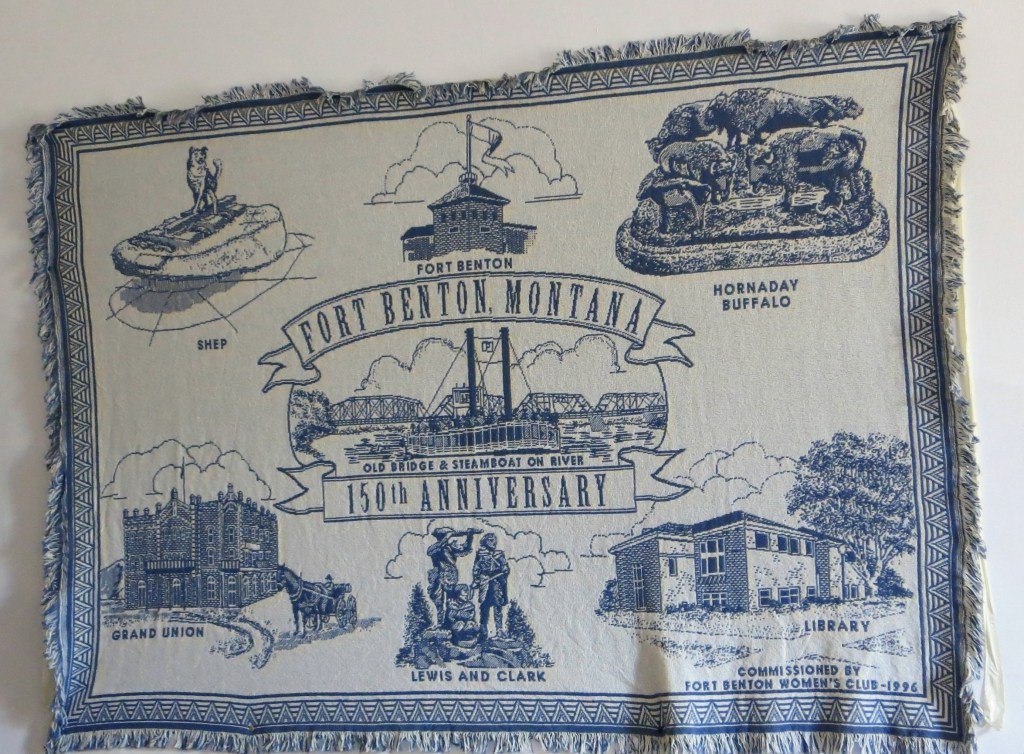 FORT BENTON
HORNADAY
BUFFALO
SHEP
FORT BENTON, MONTANA
OLD BRIDGE & STEAMBOAT ON RIVER
150th ANNIVERSARY
GRAND UNION
LEWIS AND CLARK
LIBRARY
COMMISSIONED BY
FORT BENTON WOMEN'S CLUB-1996